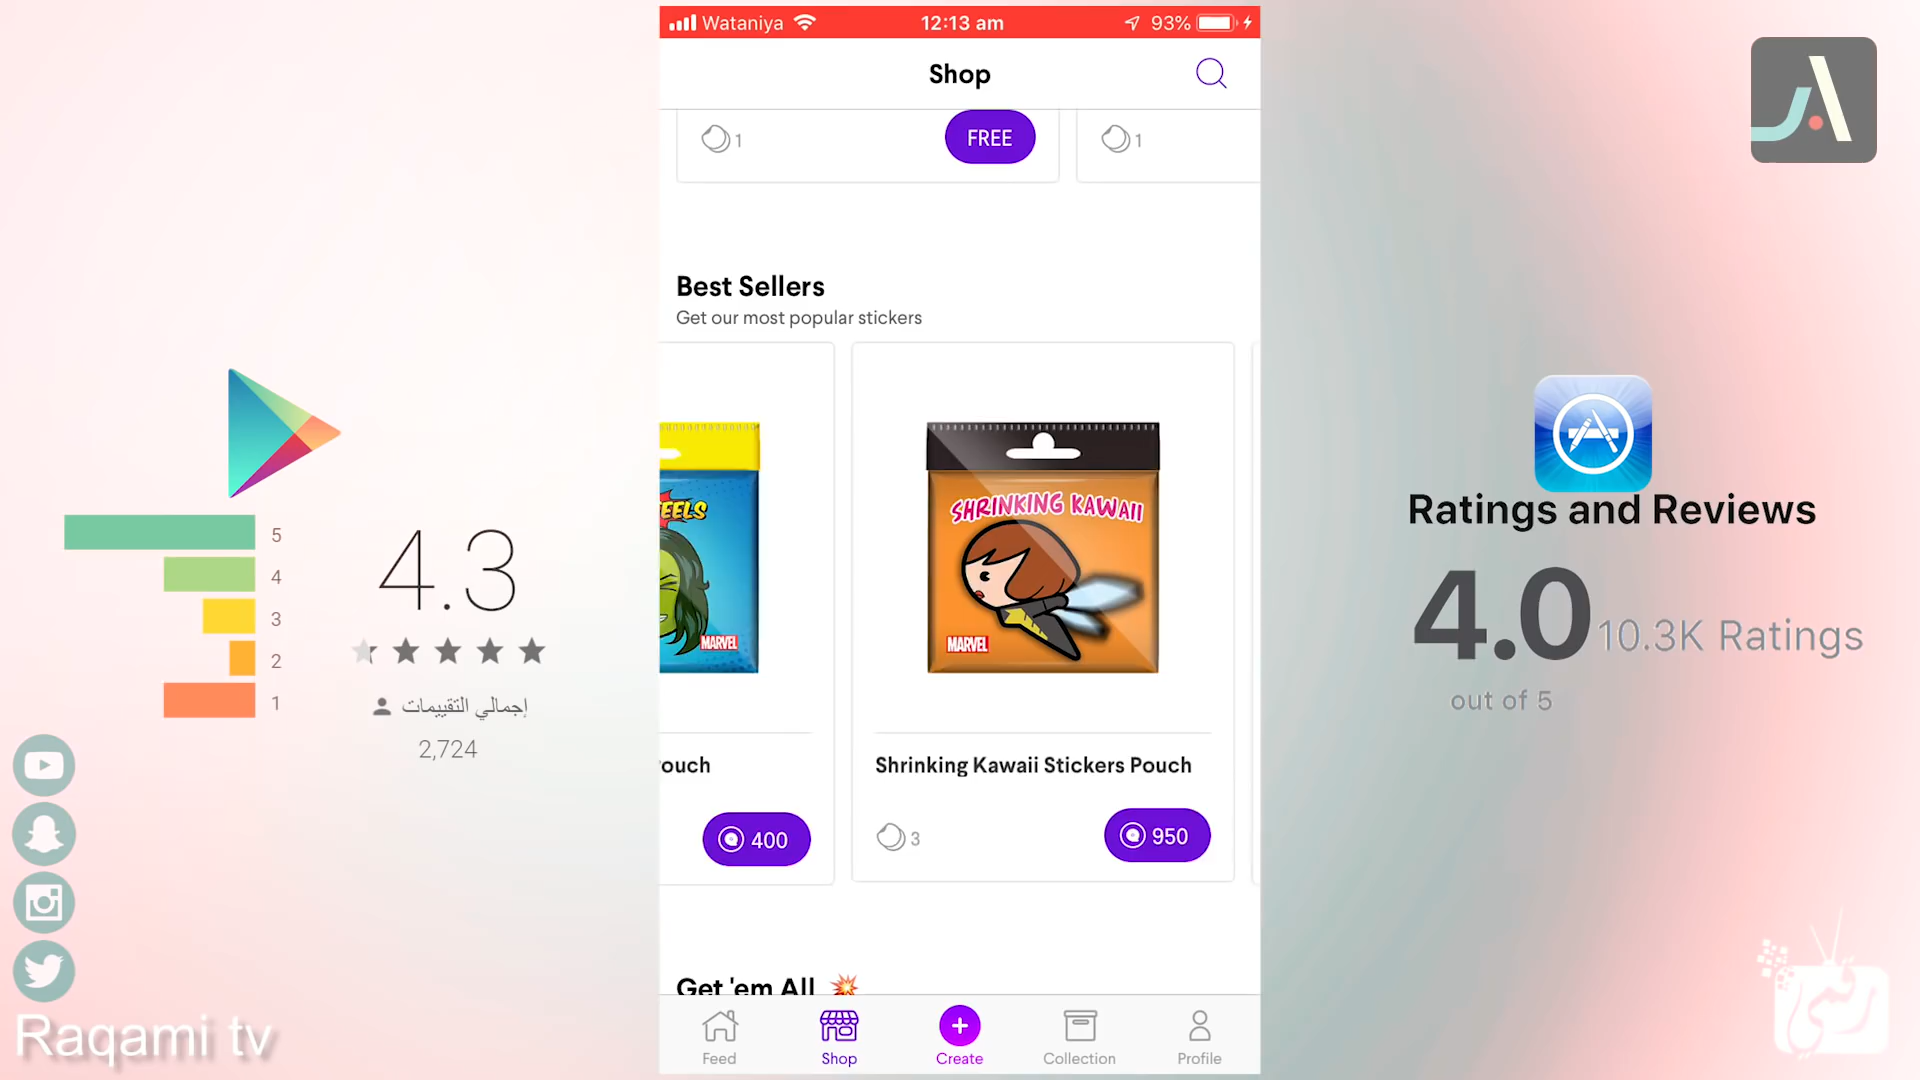 Wataniya 12:13 am 93%
Shop
1 FREE 1
Best Sellers
Get our most popular stickers
EELS
MARVEL
SHRINKING KAWAII
MARVEL
ouch
Shrinking Kawaii Stickers Pouch
400
3 950
Get 'em All
Feed Shop Create Collection Profile
5
4
3
2
1
4.3
إجمالي التقييمات
2,724
Raqami tv
Ratings and Reviews
4.0 10.3K Ratings
out of 5
رقمي